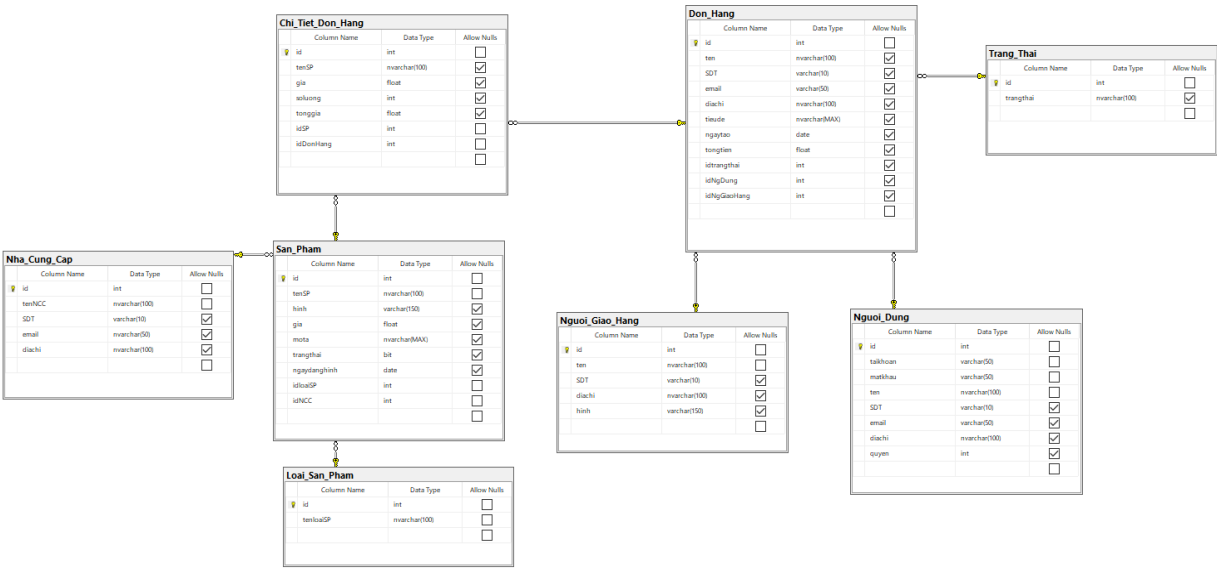 Chi_Tiet_Don_Hang
Column Name Data Type Allow Nulls
id int
tenSP nvarchar(100)
gia float
soluong int
tonggia float
idSP int
idDonHang int
Don_Hang
Column Name Data Type Allow Nulls
id int
ten nvarchar(100)
SDT varchar(10)
email varchar(50)
diachi nvarchar(100)
tieude nvarchar(MAX)
ngaytao date
tongtien float
idtrangthai int
idNgDung int
idNgGiaoHang int
Trang_Thai
Column Name Data Type Allow Nulls
id int
trangthai nvarchar(100)
Nha_Cung_Cap
Column Name Data Type Allow Nulls
id int
tenNCC nvarchar(100)
SDT varchar(10)
email nvarchar(50)
diachi nvarchar(100)
San_Pham
Column Name Data Type Allow Nulls
id int
tenSP nvarchar(100)
hinh varchar(150)
gia float
mota nvarchar(MAX)
trangthai bit
ngaydanghinh date
idloaiSP int
idNCC int
Nguoi_Giao_Hang
Column Name Data Type Allow Nulls
id int
ten nvarchar(100)
SDT varchar(10)
diachi nvarchar(100)
hinh varchar(150)
Nguoi_Dung
Column Name Data Type Allow Nulls
id int
taikhoan varchar(50)
matkhau varchar(50)
ten nvarchar(100)
SDT varchar(10)
email varchar(50)
diachi nvarchar(100)
quyen int
Loai_San_Pham
Column Name Data Type Allow Nulls
id int
tenloaiSP nvarchar(100)